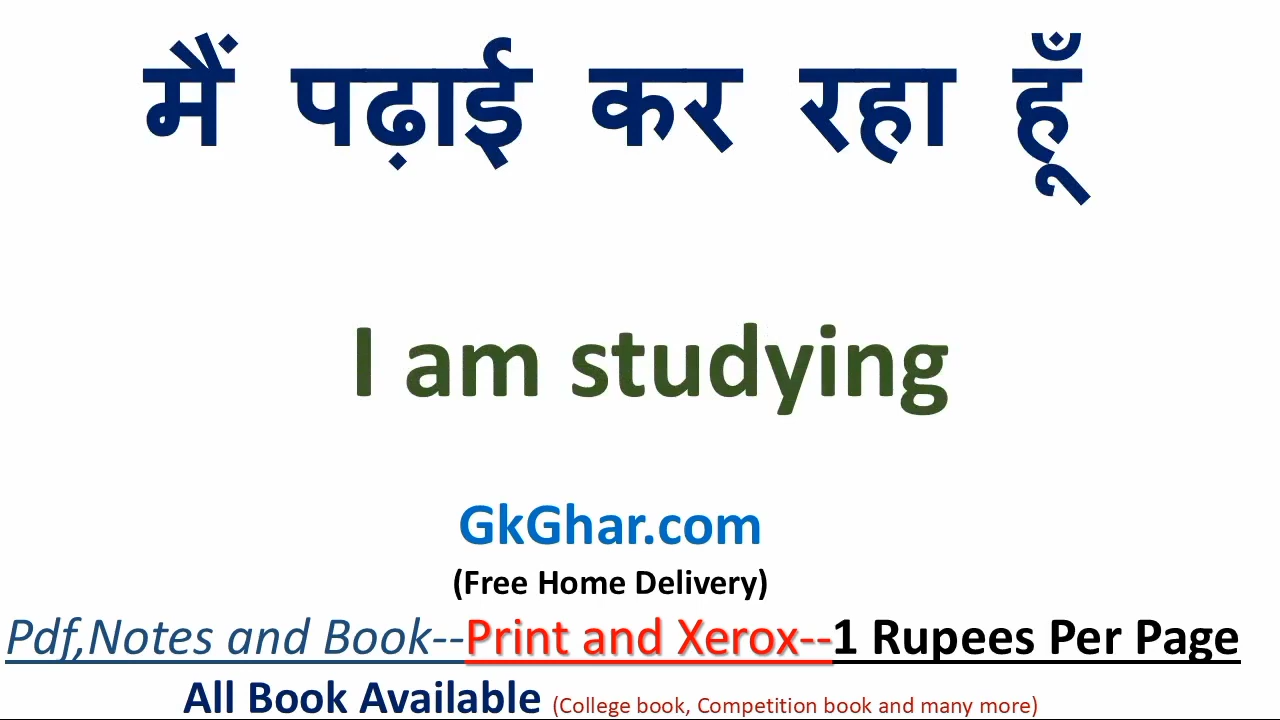 मैं पढ़ाई कर रहा हूँ
I am studying
GkGhar.com
(Free Home Delivery)
Pdf,Notes and Book--Print and Xerox--1 Rupees Per Page
All Book Available (College book, Competition book and many more)